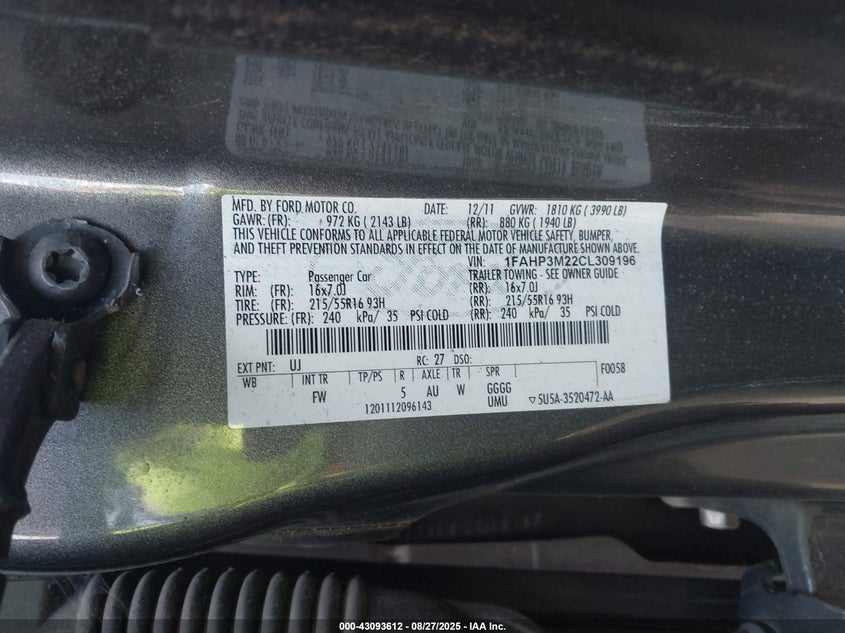 MFD. BY FORD MOTOR CO. DATE: 12/11 GVWR: 1810 KG ( 3990 LB)
GAWR: (FR): 972 KG ( 2143 LB) (RR): 880 KG ( 1940 LB)
THIS VEHICLE CONFORMS TO ALL APPLICABLE FEDERAL MOTOR VEHICLE SAFETY, BUMPER,
AND THEFT PREVENTION STANDARDS IN EFFECT ON THE DATE OF MANUFACTURE SHOWN ABOVE.
VIN: 1FAHP3M22CL309196
TYPE: Passenger Car TRAILER TOWING - SEE OWNER GUIDE
RIM: (FR): 16x7.0J (RR): 16x7.0J
TIRE: (FR): 215/55R16 93H (RR): 215/55R16 93H
PRESSURE: (FR): 240 kPa/ 35 PSI COLD (RR): 240 kPa/ 35 PSI COLD
EXT PNT: UJ RC: 27 DSO: F0058
WB INT TR TP/PS R AXLE TR SPR
FW 5 AU W GGGG
1201112096143 UMU ▽5U5A-3520472-AA
000-43093612 - 08/27/2025 - IAA Inc.